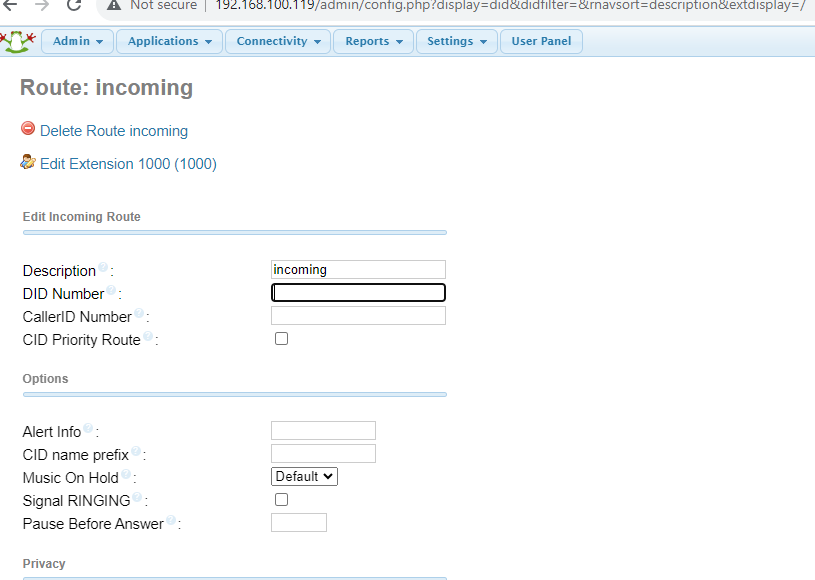 Not secure | 192.168.100.119/admin/config.php?display=did&didfilter=&rnavsort=description&extdisplay=/
Admin Applications Connectivity Reports Settings User Panel
Route: incoming
Delete Route incoming
Edit Extension 1000 (1000)
Edit Incoming Route
Description ? : incoming
DID Number ? :
CallerID Number ? :
CID Priority Route ? :
Options
Alert Info ? :
CID name prefix ? :
Music On Hold ? : Default
Signal RINGING ? :
Pause Before Answer ? :
Privacy